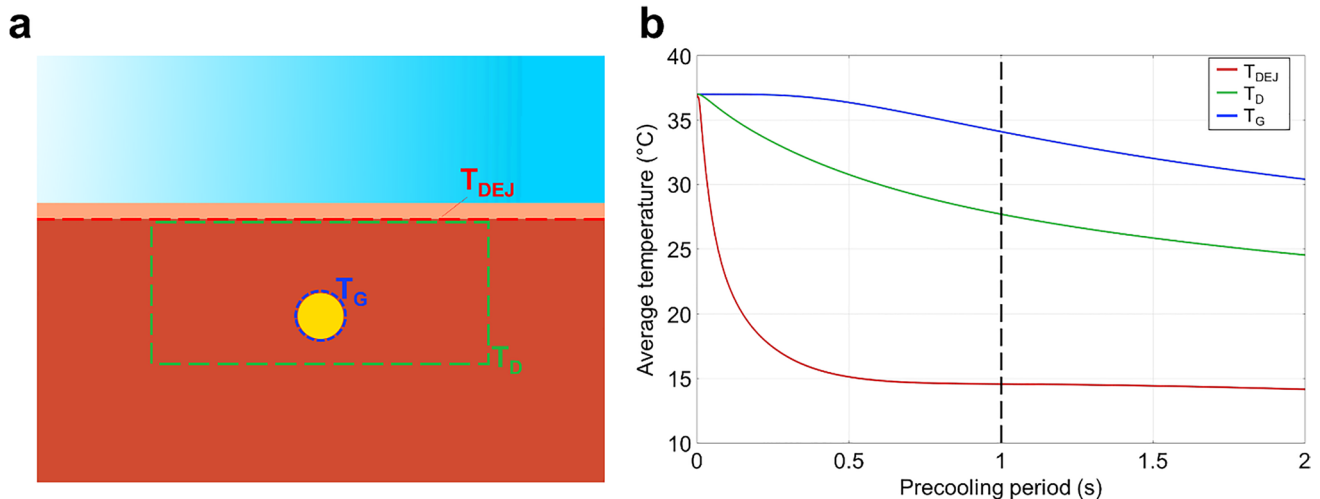 a
T_DEJ
T_G
T_D
b
Average temperature (°C)
40
35
30
25
20
15
10
0
0.5
1
1.5
2
Precooling period (s)
T_DEJ
T_D
T_G